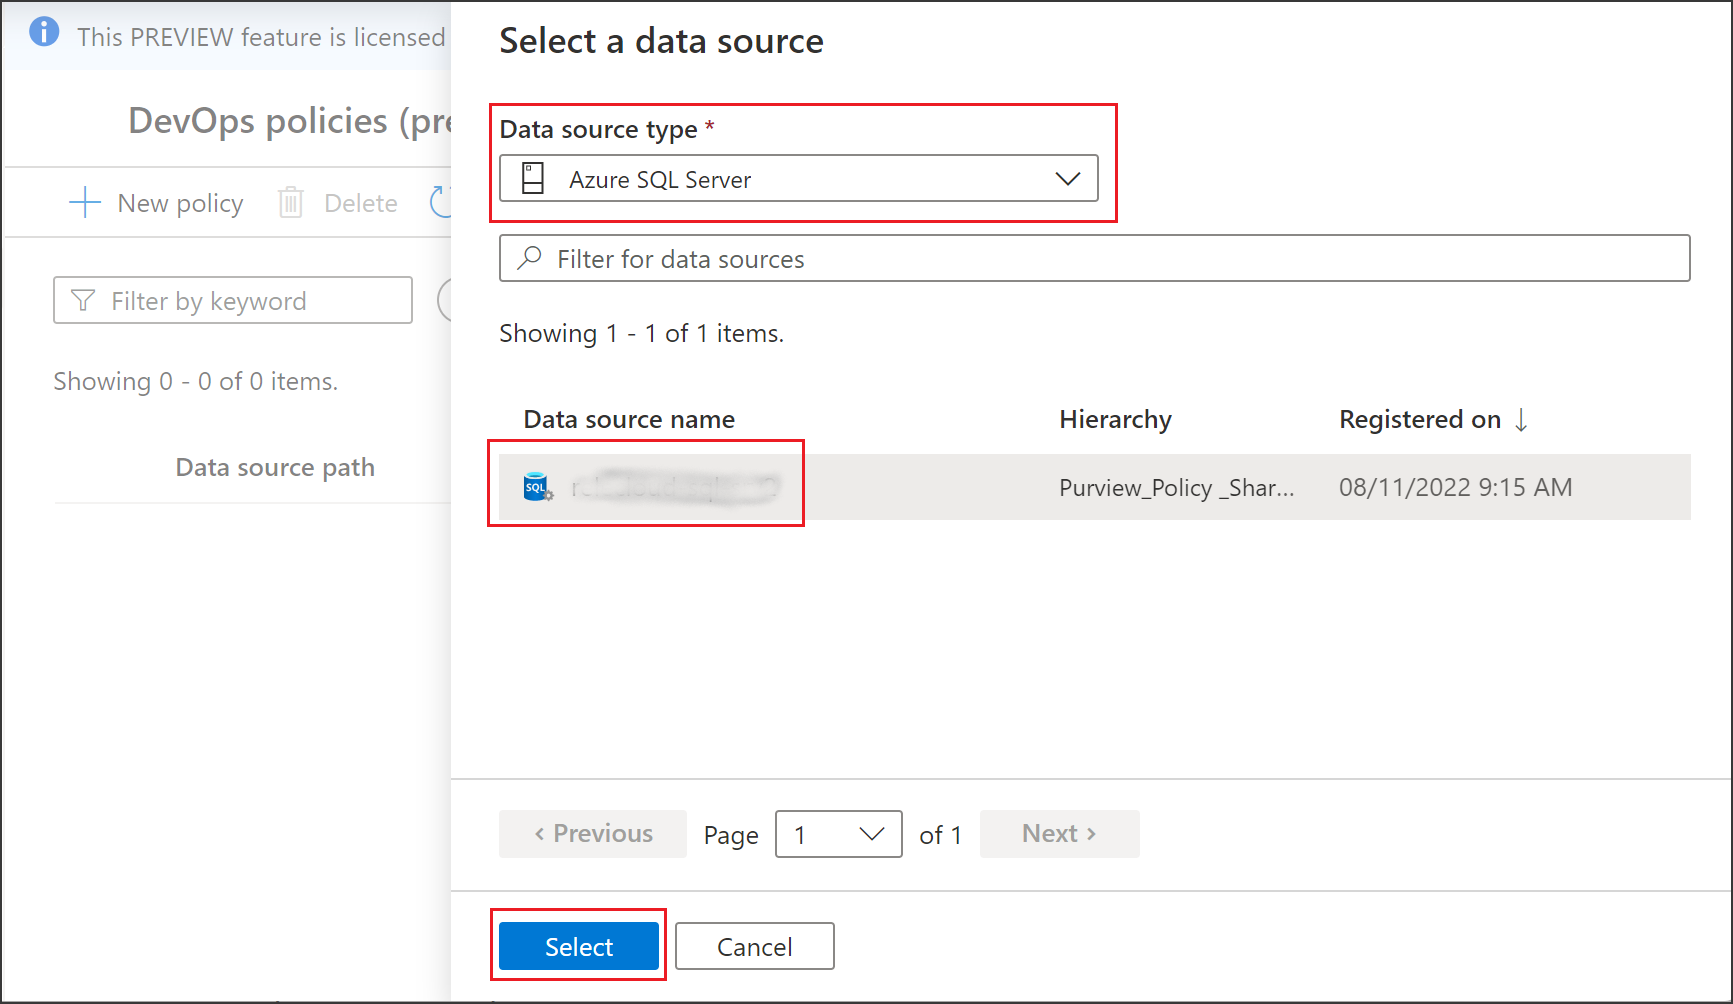 This PREVIEW feature is licensed
DevOps policies (pre
New policy
Delete
Filter by keyword
Showing 0 - 0 of 0 items.
Data source path
Select a data source
Data source type *
Azure SQL Server
Filter for data sources
Showing 1 - 1 of 1 items.
Data source name Hierarchy Registered on ↓
SQL Purview_Policy _Shar... 08/11/2022 9:15 AM
‹ Previous Page 1 of 1 Next ›
Select Cancel